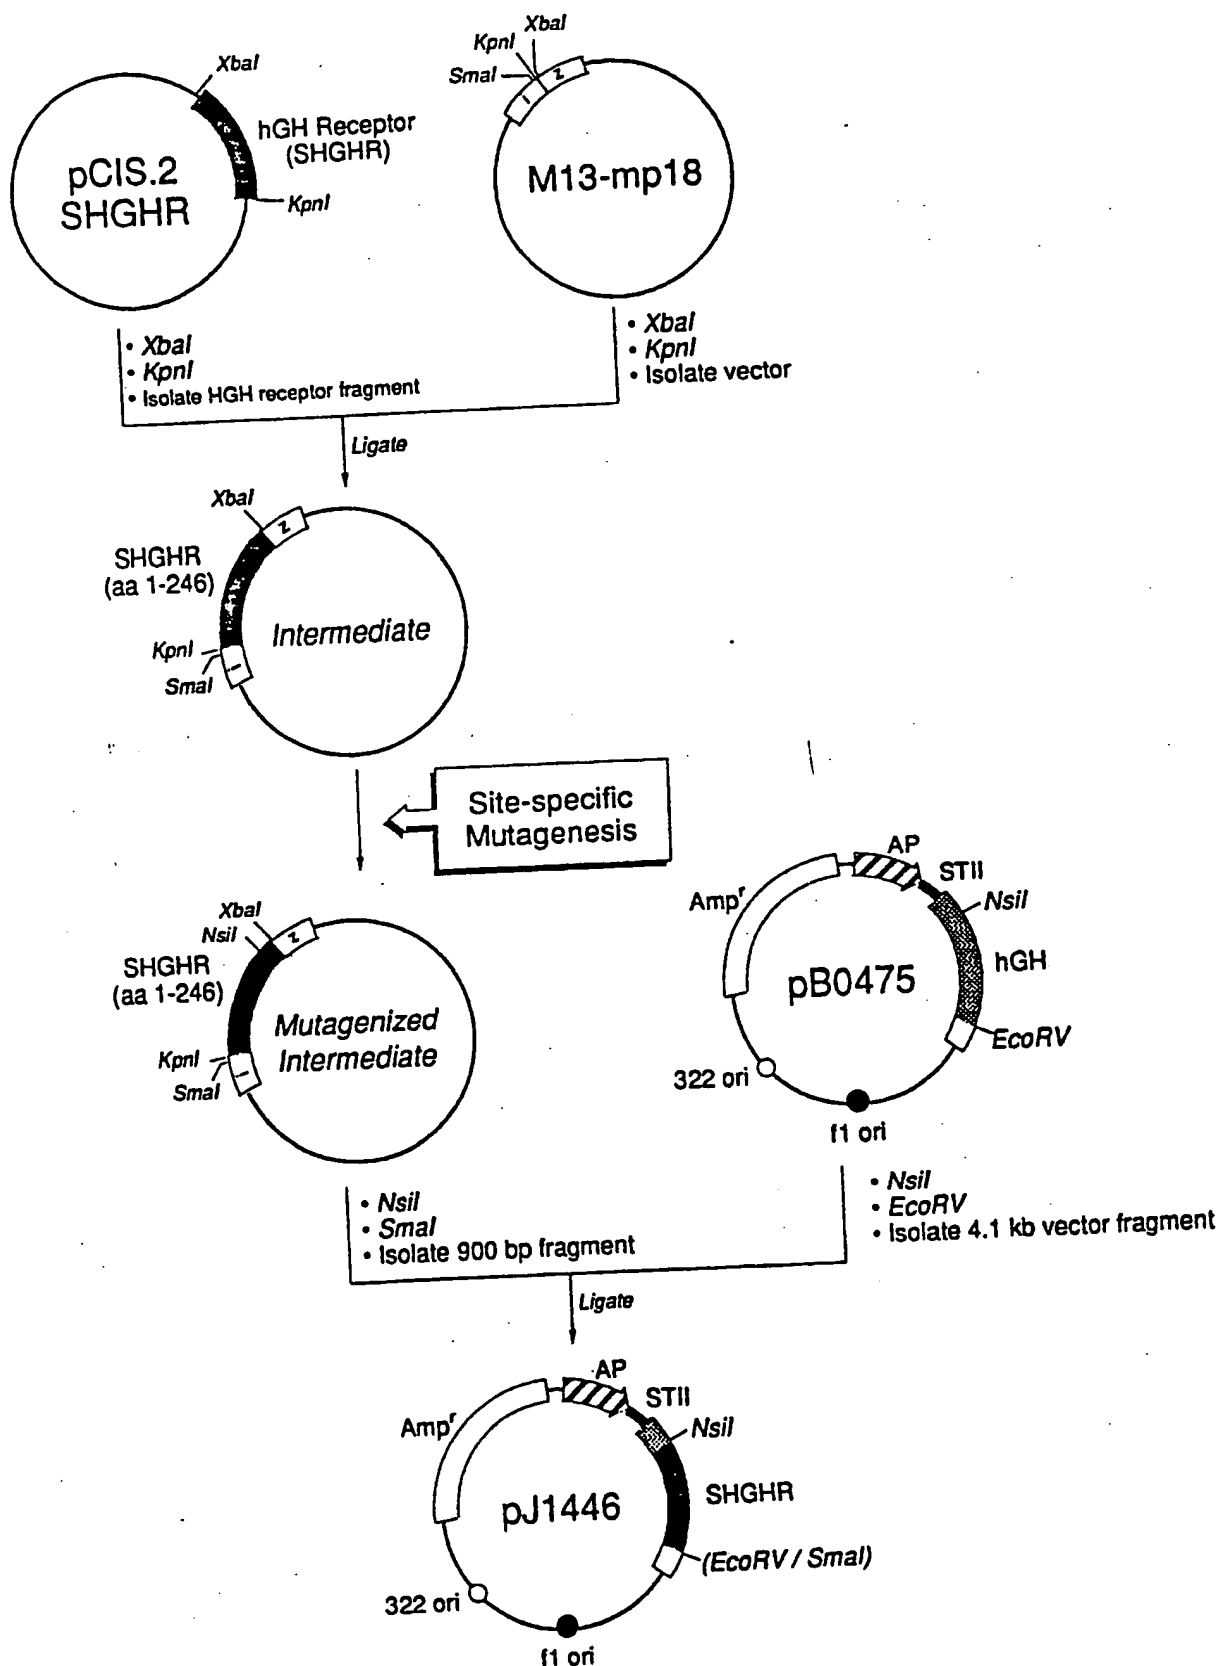 XbaI
hGH Receptor
(SHGHR)
KpnI
pCIS.2
SHGHR
XbaI
KpnI
SmaI
I
Z
M13-mp18
• XbaI
• KpnI
• Isolate HGH receptor fragment
• XbaI
• KpnI
• Isolate vector
Ligate
XbaI
Z
SHGHR
(aa 1-246)
Intermediate
KpnI
SmaI
I
Site-specific
Mutagenesis
XbaI
NsiI
Z
SHGHR
(aa 1-246)
Mutagenized
Intermediate
KpnI
SmaI
I
AP
STII
Ampr
NsiI
hGH
pB0475
EcoRV
322 ori
f1 ori
• NsiI
• SmaI
• Isolate 900 bp fragment
• NsiI
• EcoRV
• Isolate 4.1 kb vector fragment
Ligate
AP
STII
Ampr
NsiI
SHGHR
pJ1446
(EcoRV / SmaI)
322 ori
f1 ori